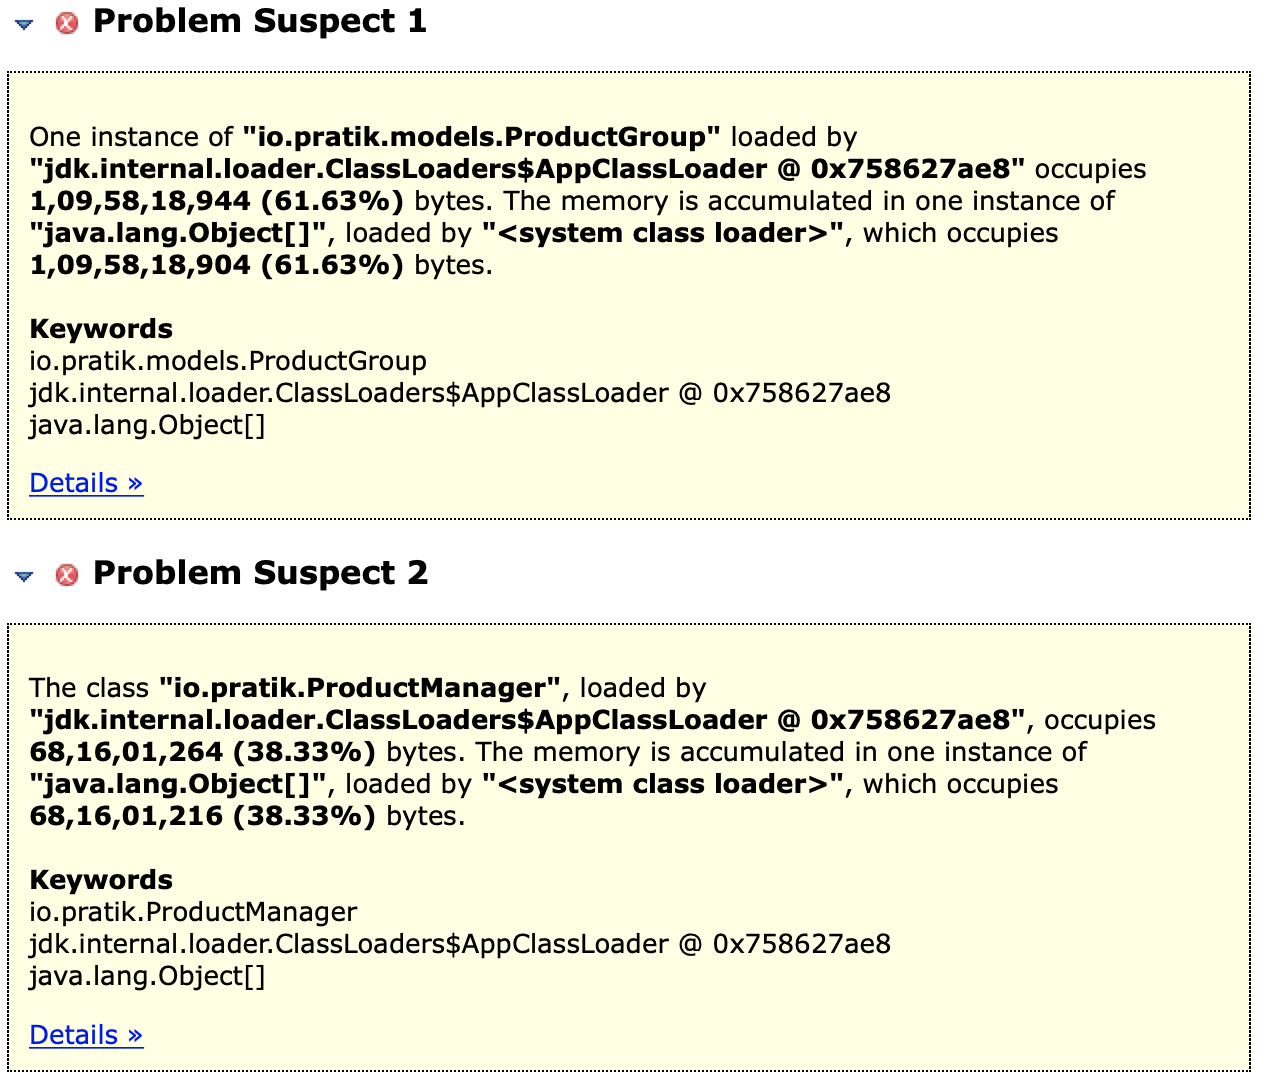 Problem Suspect 1
One instance of "io.pratik.models.ProductGroup" loaded by
"jdk.internal.loader.ClassLoaders$AppClassLoader @ 0x758627ae8" occupies
1,09,58,18,944 (61.63%) bytes. The memory is accumulated in one instance of
"java.lang.Object[]", loaded by "<system class loader>", which occupies
1,09,58,18,904 (61.63%) bytes.
Keywords
io.pratik.models.ProductGroup
jdk.internal.loader.ClassLoaders$AppClassLoader @ 0x758627ae8
java.lang.Object[]
Details »
Problem Suspect 2
The class "io.pratik.ProductManager", loaded by
"jdk.internal.loader.ClassLoaders$AppClassLoader @ 0x758627ae8", occupies
68,16,01,264 (38.33%) bytes. The memory is accumulated in one instance of
"java.lang.Object[]", loaded by "<system class loader>", which occupies
68,16,01,216 (38.33%) bytes.
Keywords
io.pratik.ProductManager
jdk.internal.loader.ClassLoaders$AppClassLoader @ 0x758627ae8
java.lang.Object[]
Details »